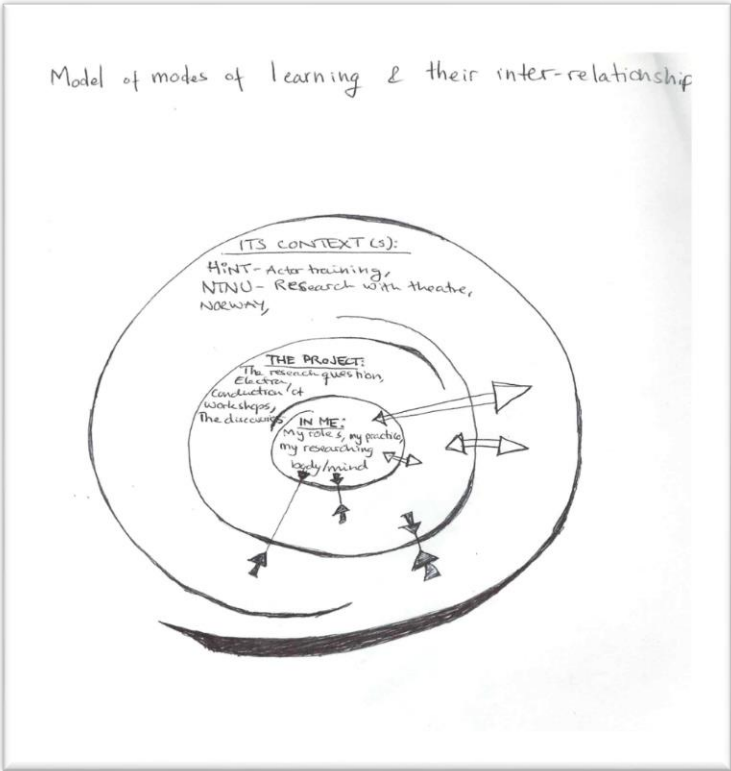 Model of modes of learning & their inter-relationship
ITS CONTEXT(S):
HiNT - Actor training,
NTNU - Research with theatre,
NORWAY,
THE PROJECT:
The research question,
Electra,
Conduction of
Workshops,
The discourses
IN ME:
My roles, my practice,
my researching
body/mind